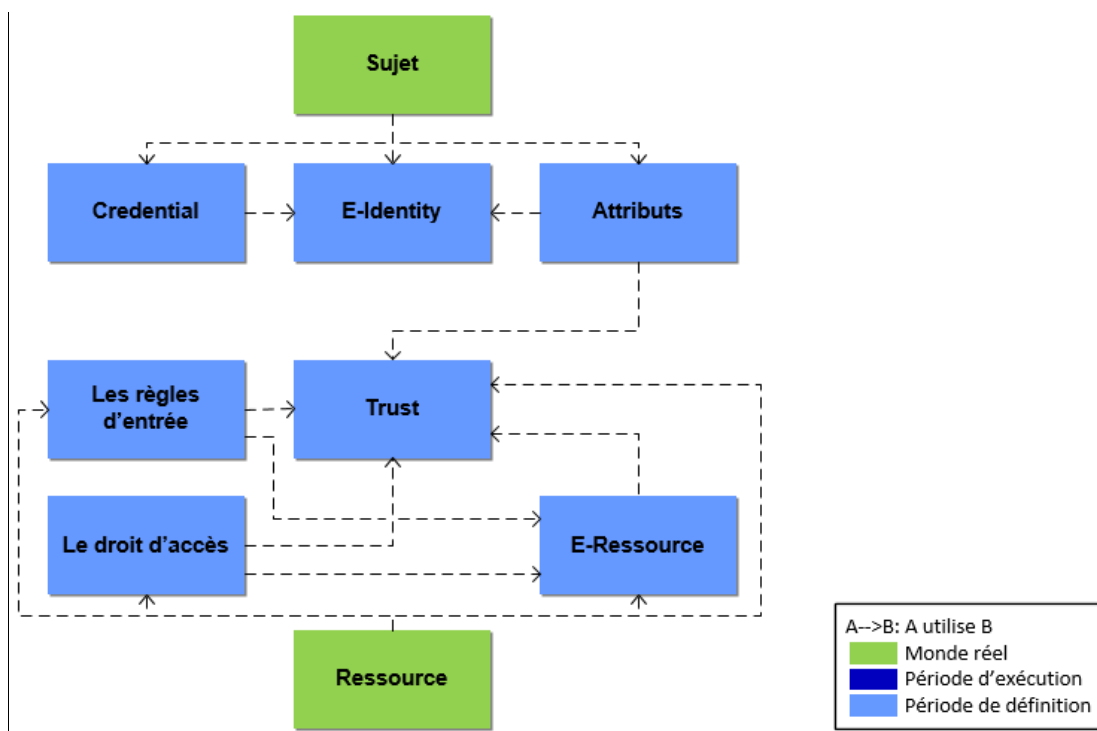 Sujet
Credential
E-Identity
Attributs
Les règles
d'entrée
Trust
Le droit d'accès
E-Ressource
Ressource
A-->B: A utilise B
Monde réel
Période d'exécution
Période de définition